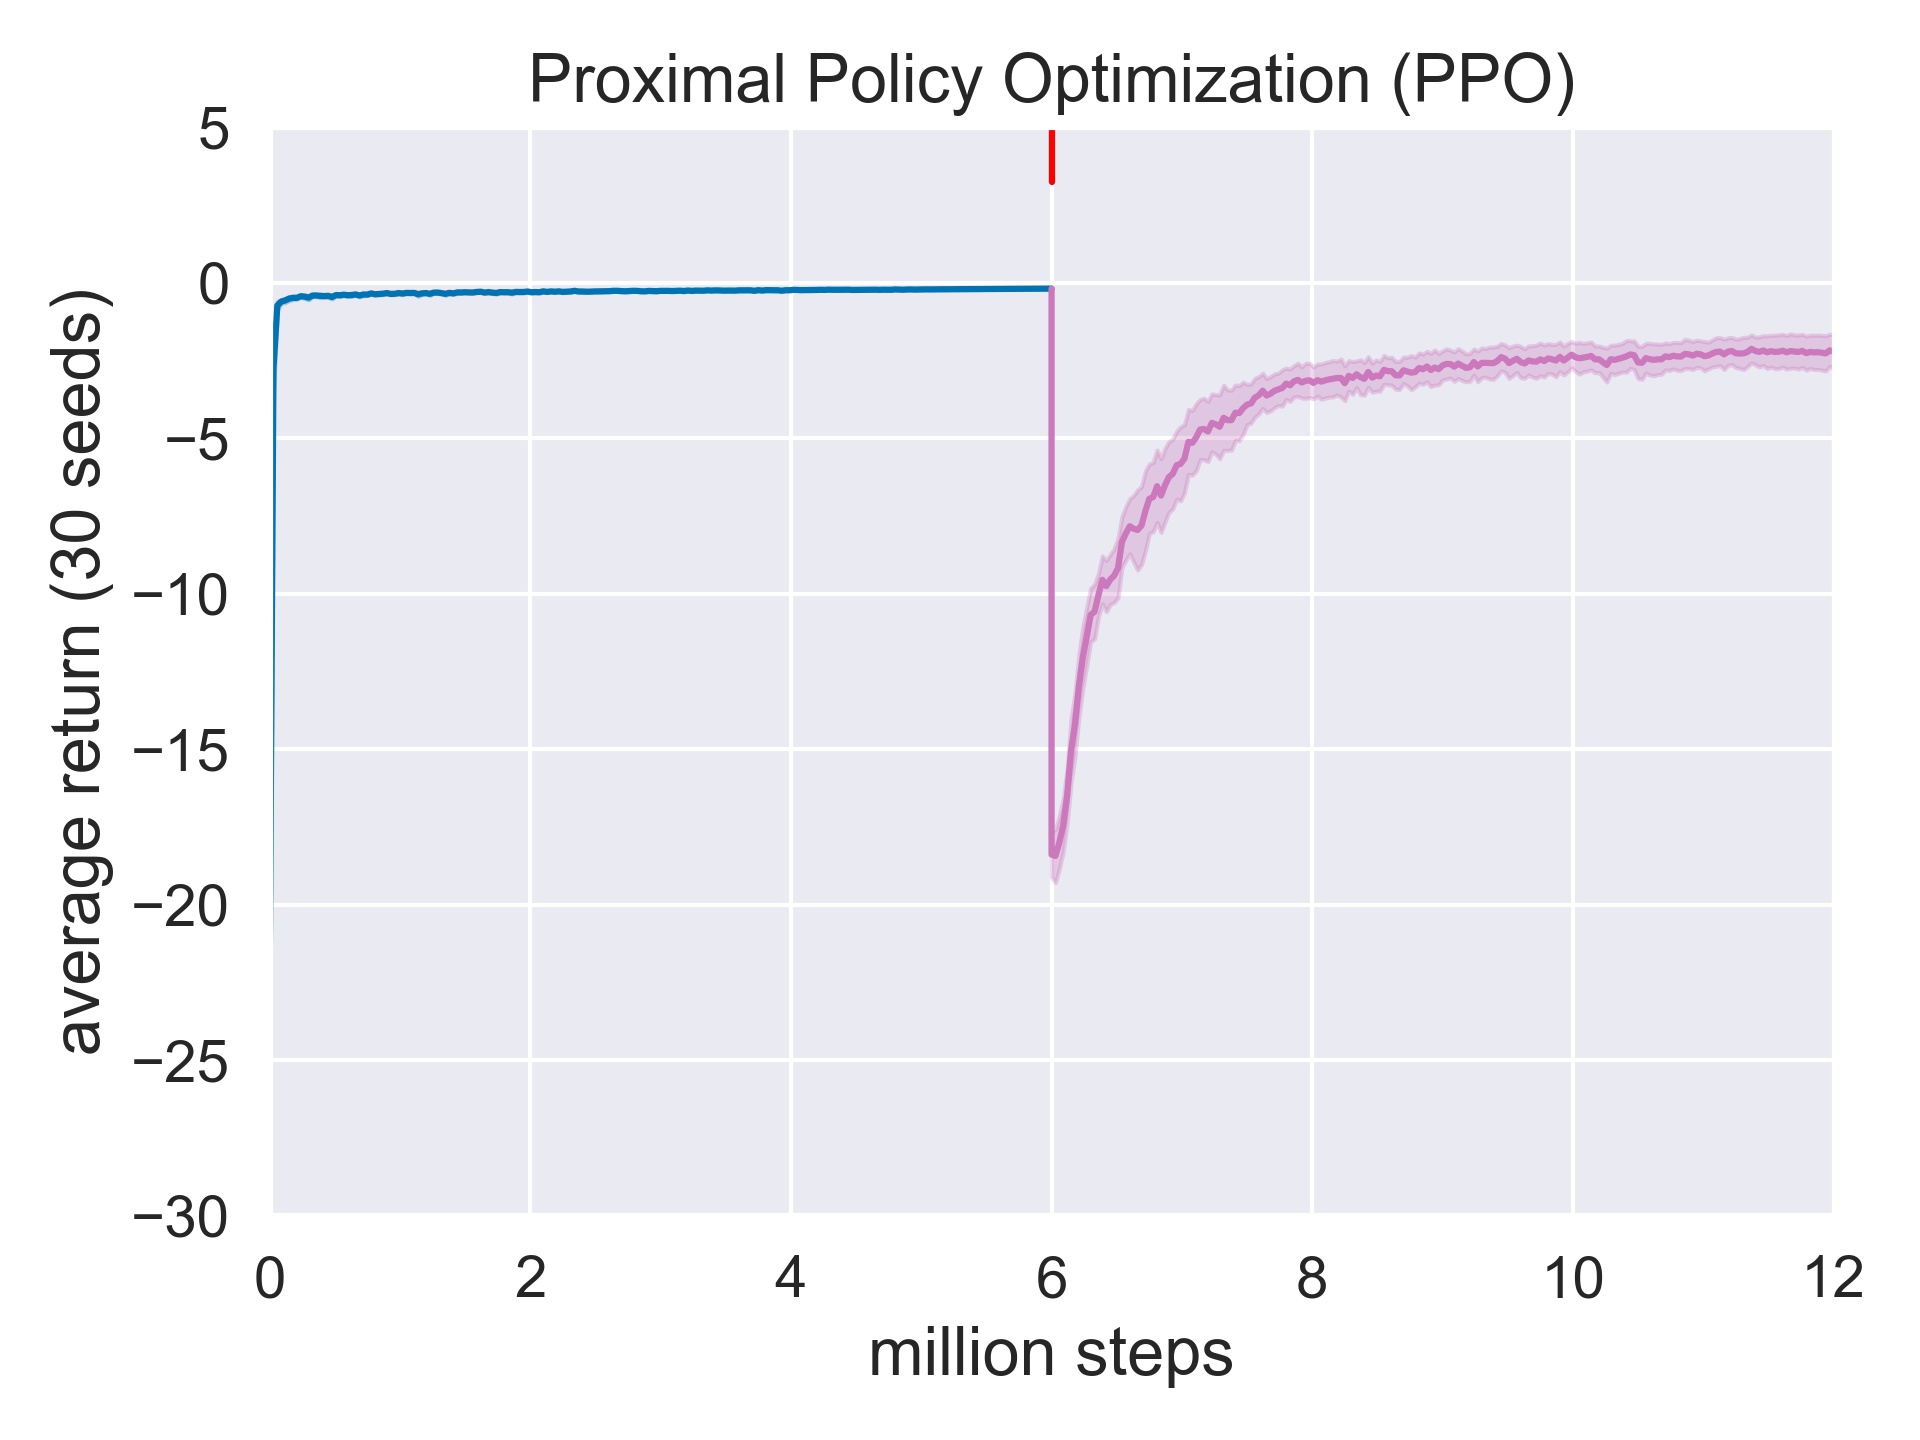 Proximal Policy Optimization (PPO)
average return (30 seeds)
5
0
−5
−10
−15
−20
−25
−30
0 2 4 6 8 10 12
million steps